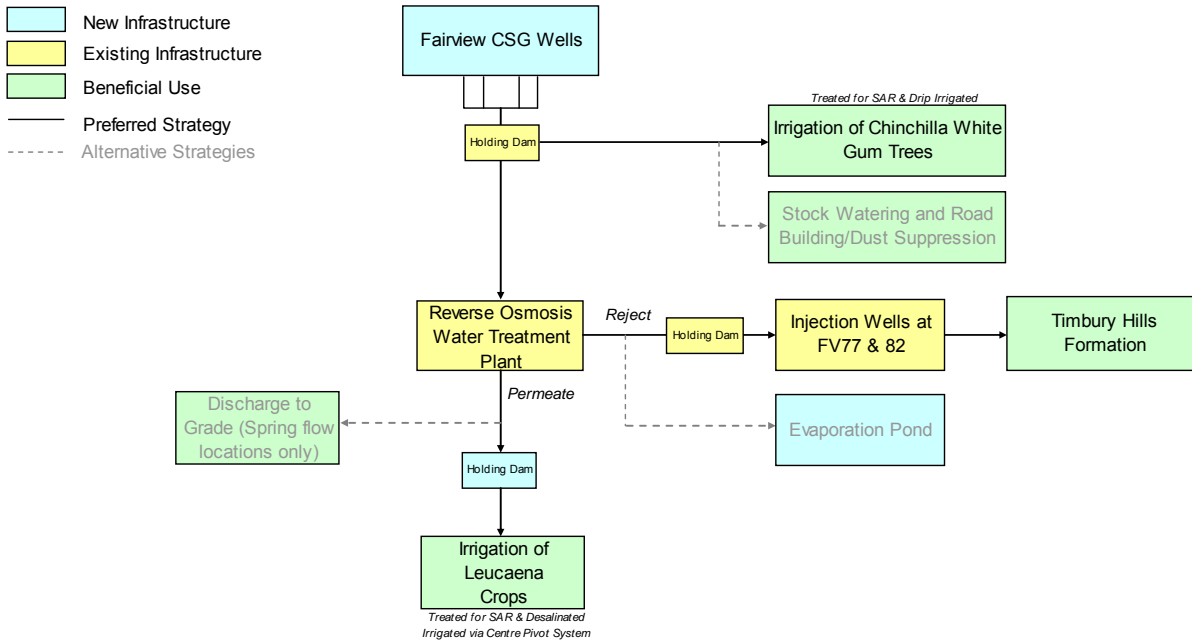 New Infrastructure
Existing Infrastructure
Beneficial Use
Preferred Strategy
Alternative Strategies
Fairview CSG Wells
Holding Dam
Treated for SAR & Drip Irrigated
Irrigation of Chinchilla White
Gum Trees
Stock Watering and Road
Building/Dust Suppression
Reverse Osmosis
Water Treatment
Plant
Reject
Holding Dam
Injection Wells at
FV77 & 82
Timbury Hills
Formation
Permeate
Discharge to
Grade (Spring flow
locations only)
Evaporation Pond
Holding Dam
Irrigation of
Leucaena
Crops
Treated for SAR & Desalinated
Irrigated via Centre Pivot System